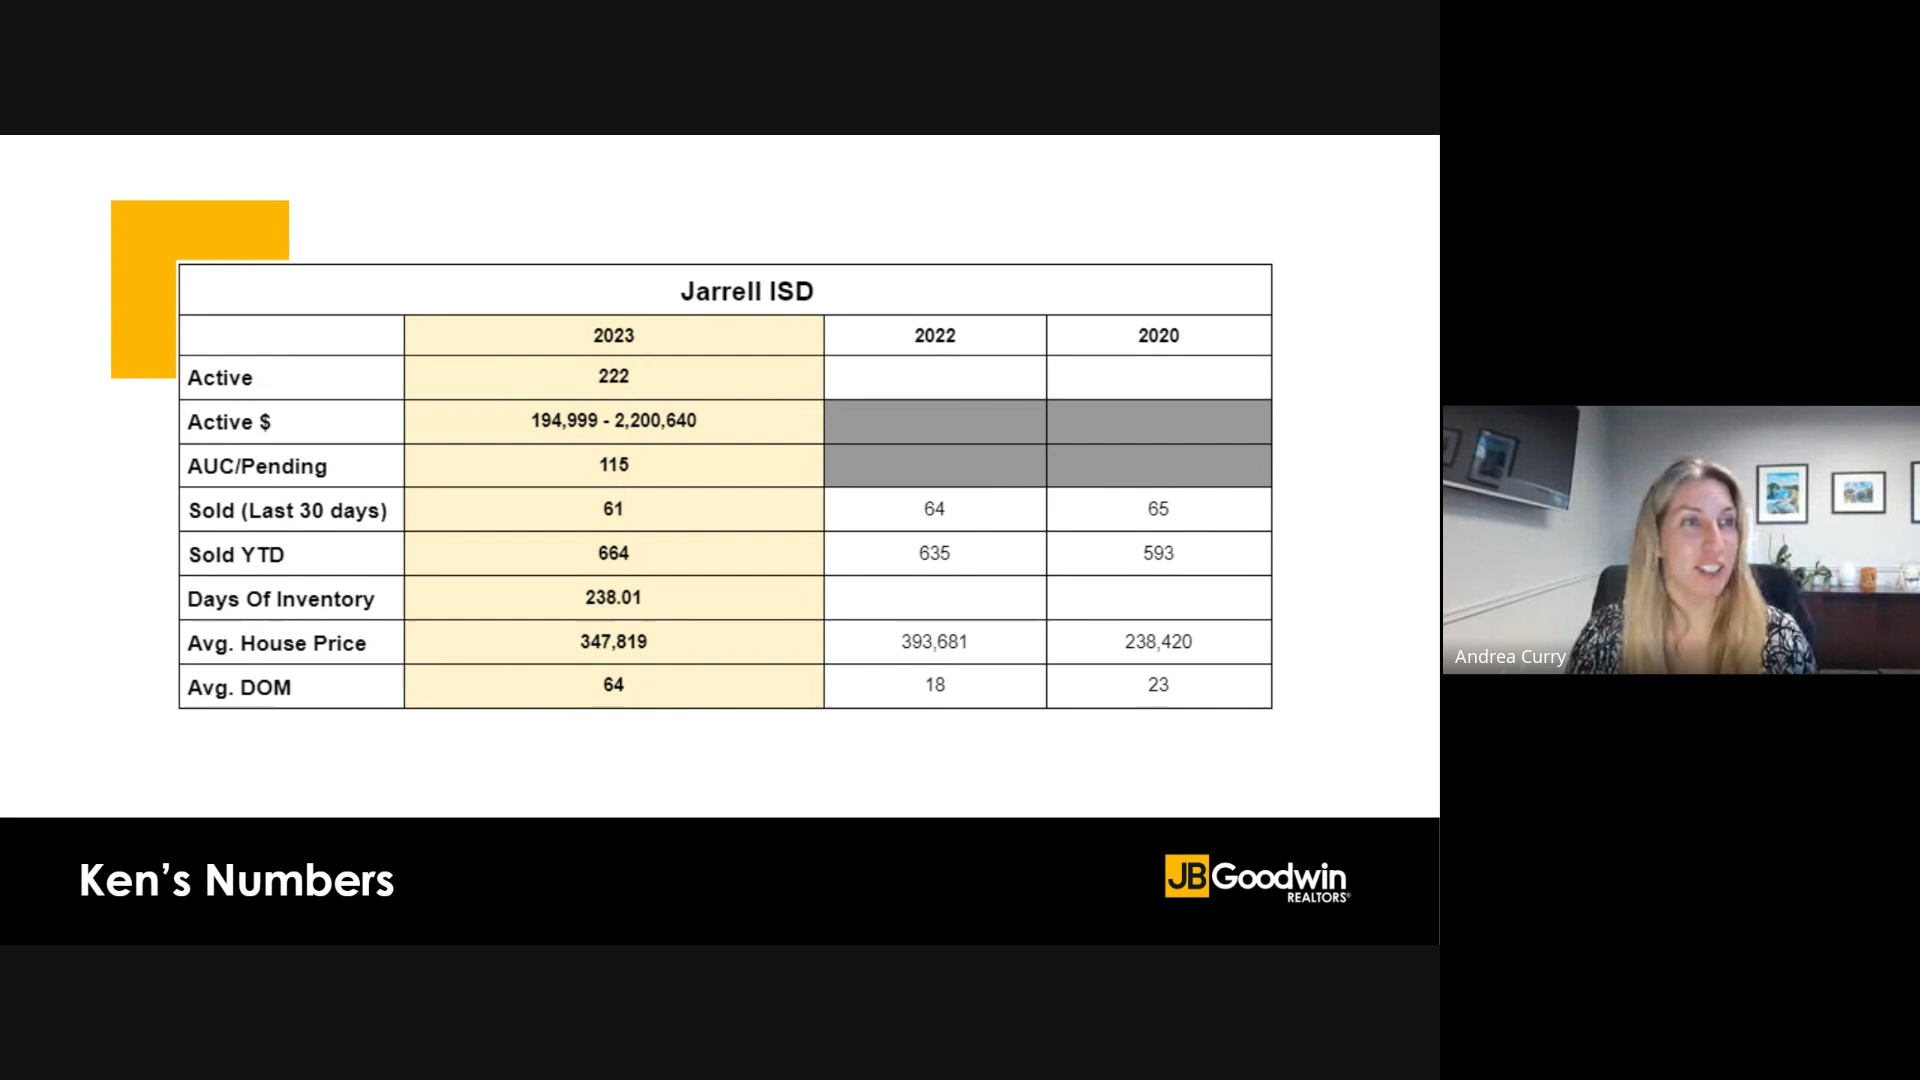 Jarrell ISD
2023 2022 2020
Active 222
Active $ 194,999 - 2,200,640
AUC/Pending 115
Sold (Last 30 days) 61 64 65
Sold YTD 664 635 593
Days Of Inventory 238.01
Avg. House Price 347,819 393,681 238,420
Avg. DOM 64 18 23
Andrea Curry
Ken's Numbers
JB Goodwin
REALTORS®